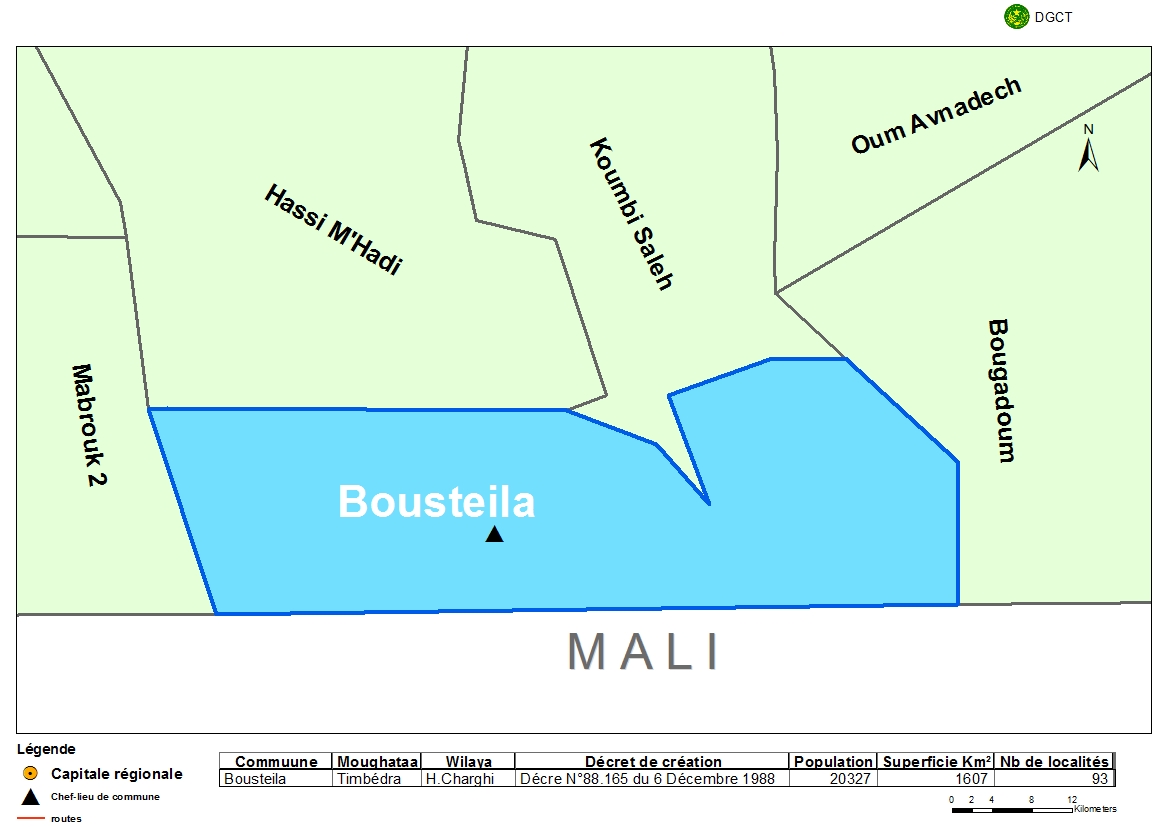 DGCT
Oum Avnadech
N
Koumbi Saleh
Hassi M'Hadi
Bougadoum
Mabrouk 2
Bousteila
MALI
Légende
Capitale régionale
Chef-lieu de commune
routes
Commuune Moughataa Wilaya Décret de création Population Superficie Km² Nb de localités
Bousteila Timbédra H.Charghi Décre N°88.165 du 6 Décembre 1988 20327 1607 93
0 2 4 8 12
Kilometers